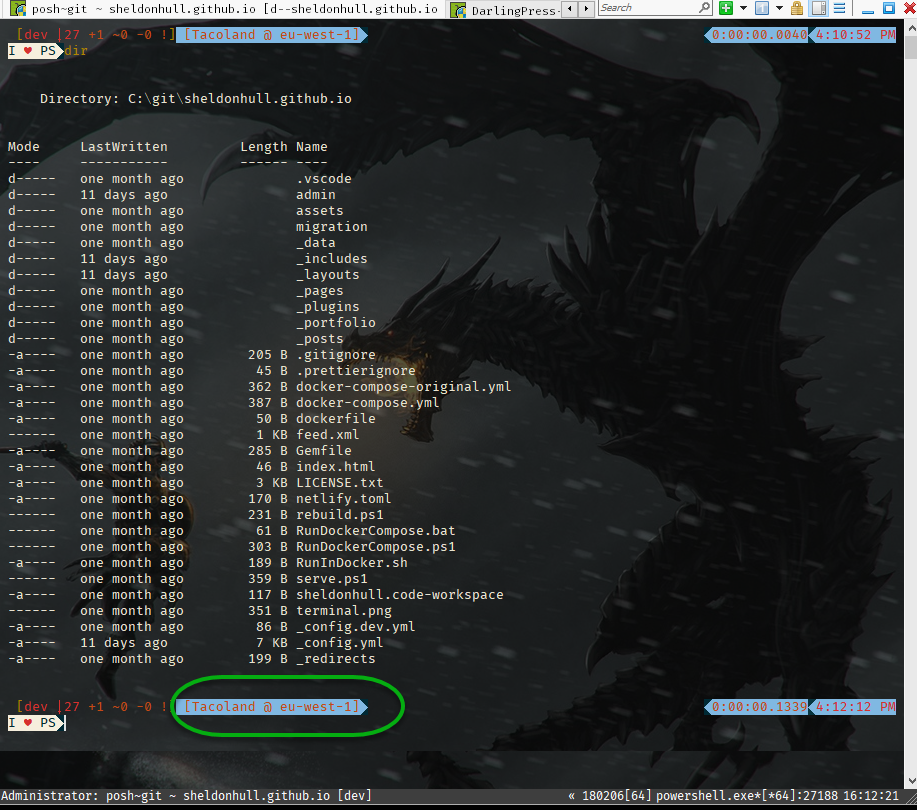 posh~git ~ sheldonhull.github.io [d--sheldonhull.github.io DarlingPress- Search
[dev |27 +1 ~0 -0 !] [Tacoland @ eu-west-1] 0:00:00.0040 4:10:52 PM
I ♥ PS dir
Directory: C:\git\sheldonhull.github.io
Mode LastWritten Length Name
---- ----------- ------ ----
d----- one month ago .vscode
d----- 11 days ago admin
d----- one month ago assets
d----- one month ago migration
d----- one month ago _data
d----- 11 days ago _includes
d----- 11 days ago _layouts
d----- one month ago _pages
d----- one month ago _plugins
d----- one month ago _portfolio
d----- one month ago _posts
-a---- one month ago 205 B .gitignore
-a---- one month ago 45 B .prettierignore
-a---- one month ago 362 B docker-compose-original.yml
-a---- one month ago 387 B docker-compose.yml
-a---- one month ago 50 B dockerfile
------ one month ago 1 KB feed.xml
-a---- one month ago 285 B Gemfile
-a---- one month ago 46 B index.html
-a---- one month ago 3 KB LICENSE.txt
-a---- one month ago 170 B netlify.toml
------ one month ago 231 B rebuild.ps1
------ one month ago 61 B RunDockerCompose.bat
------ one month ago 303 B RunDockerCompose.ps1
-a---- one month ago 189 B RunInDocker.sh
------ one month ago 359 B serve.ps1
-a---- one month ago 117 B sheldonhull.code-workspace
------ one month ago 351 B terminal.png
-a---- one month ago 86 B _config.dev.yml
-a---- 11 days ago 7 KB _config.yml
-a---- one month ago 199 B _redirects
[dev |27 +1 ~0 -0 ! [Tacoland @ eu-west-1] 0:00:00.1339 4:12:12 PM
I ♥ PS
Administrator: posh~git ~ sheldonhull.github.io [dev] « 180206[64] powershell.exe*[*64]:27188 16:12:21